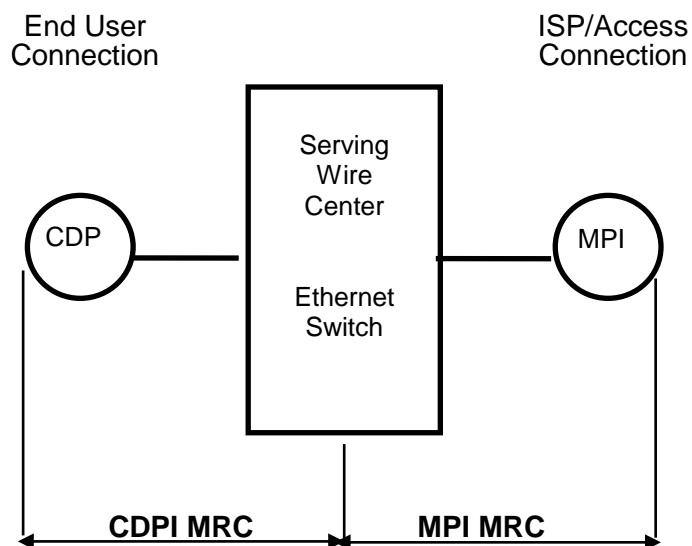 End User
Connection
ISP/Access
Connection
Serving
Wire
Center
CDP
MPI
Ethernet
Switch
CDPI MRC
MPI MRC